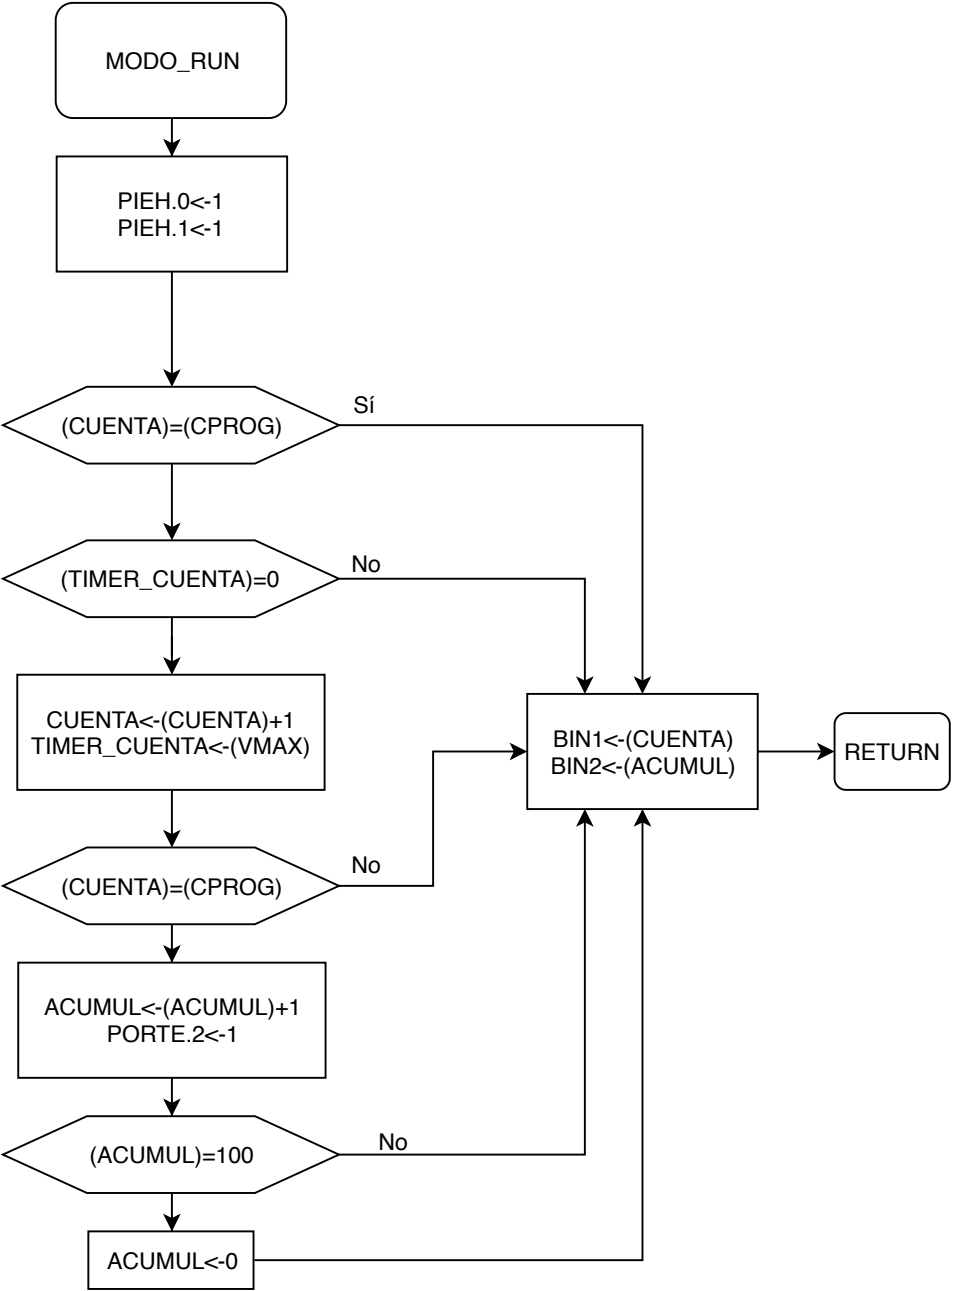 MODO_RUN
PIEH.0<-1
PIEH.1<-1
(CUENTA)=(CPROG)
Sí
(TIMER_CUENTA)=0
No
CUENTA<-(CUENTA)+1
TIMER_CUENTA<-(VMAX)
BIN1<-(CUENTA)
BIN2<-(ACUMUL)
RETURN
(CUENTA)=(CPROG)
No
ACUMUL<-(ACUMUL)+1
PORTE.2<-1
(ACUMUL)=100
No
ACUMUL<-0